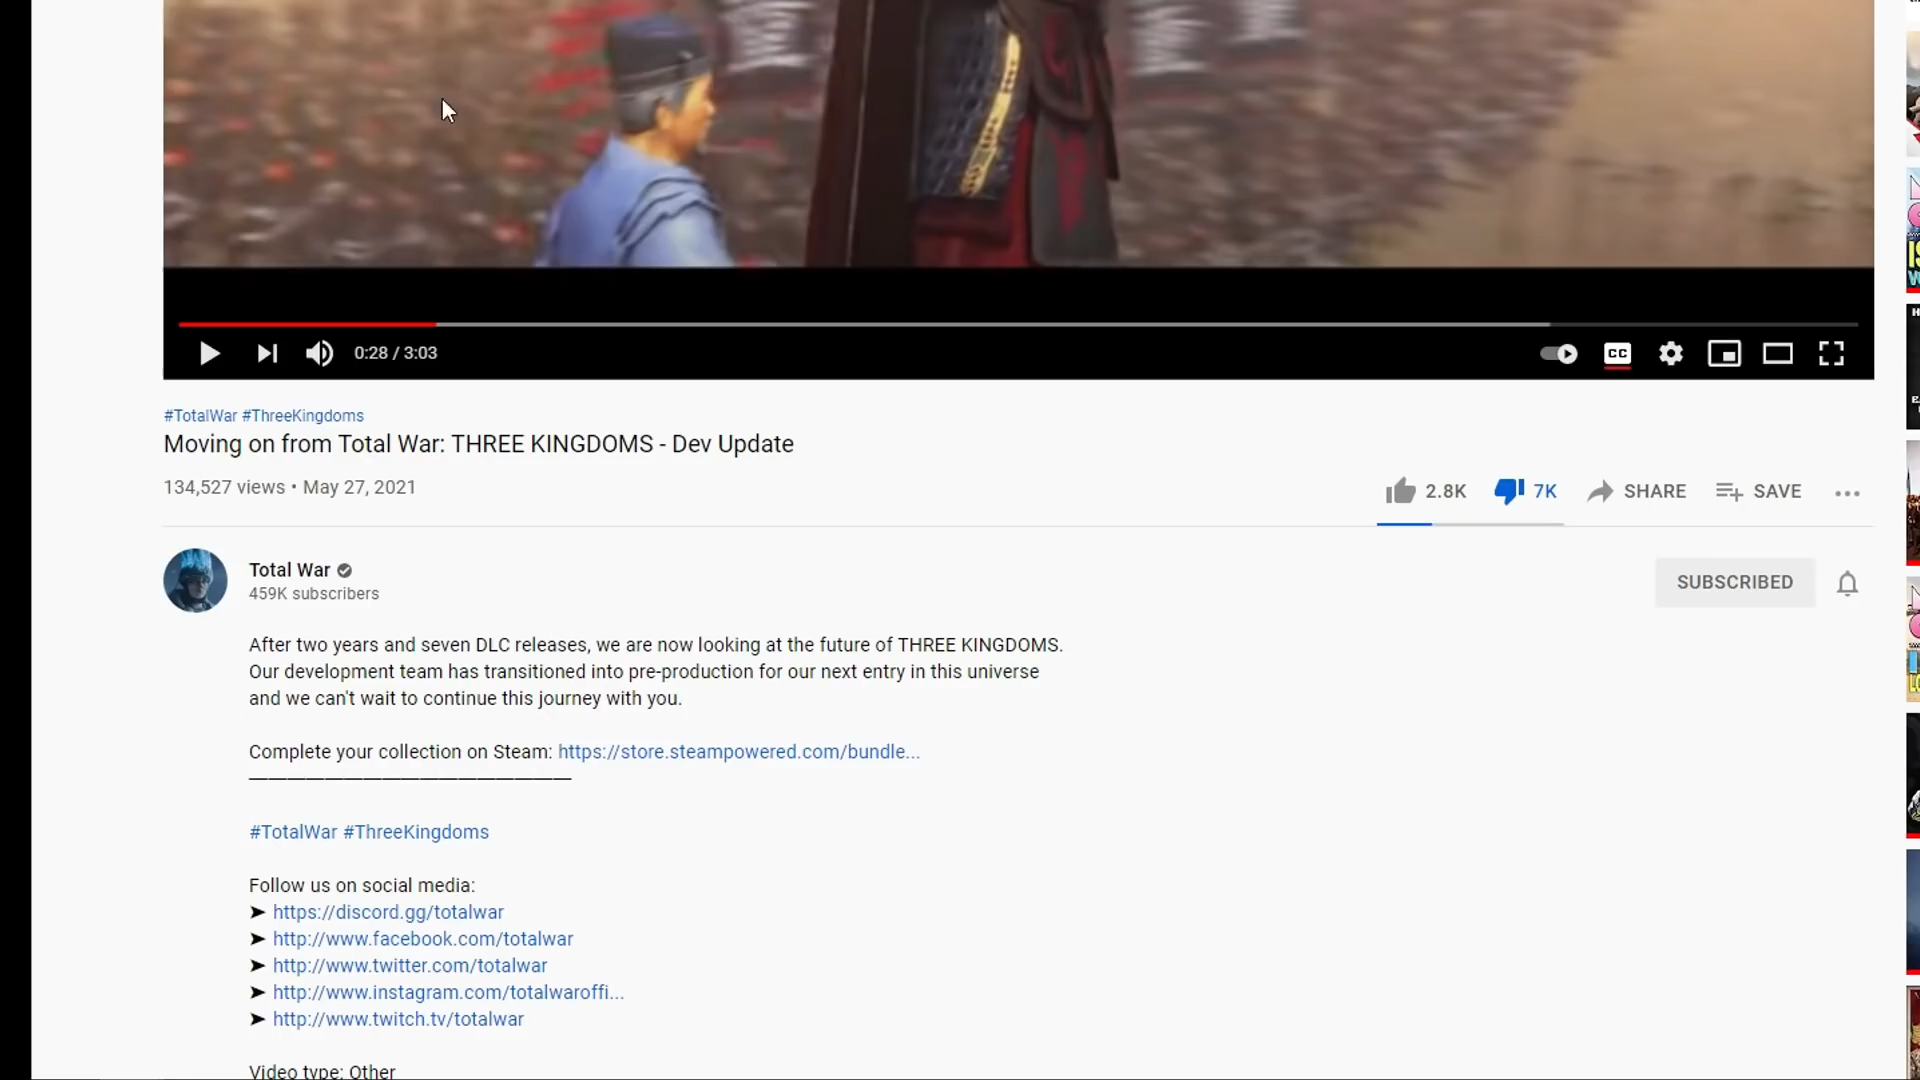 CC
0:28 / 3:03
#TotalWar #ThreeKingdoms
Moving on from Total War: THREE KINGDOMS - Dev Update
134,527 views • May 27, 2021
2.8K
7K
SHARE
SAVE
Total War
459K subscribers
SUBSCRIBED
After two years and seven DLC releases, we are now looking at the future of THREE KINGDOMS.
Our development team has transitioned into pre-production for our next entry in this universe
and we can't wait to continue this journey with you.
Complete your collection on Steam: https://store.steampowered.com/bundle...
#TotalWar #ThreeKingdoms
Follow us on social media:
➤ https://discord.gg/totalwar
➤ http://www.facebook.com/totalwar
➤ http://www.twitter.com/totalwar
➤ http://www.instagram.com/totalwaroffi...
➤ http://www.twitch.tv/totalwar
Video type: Other